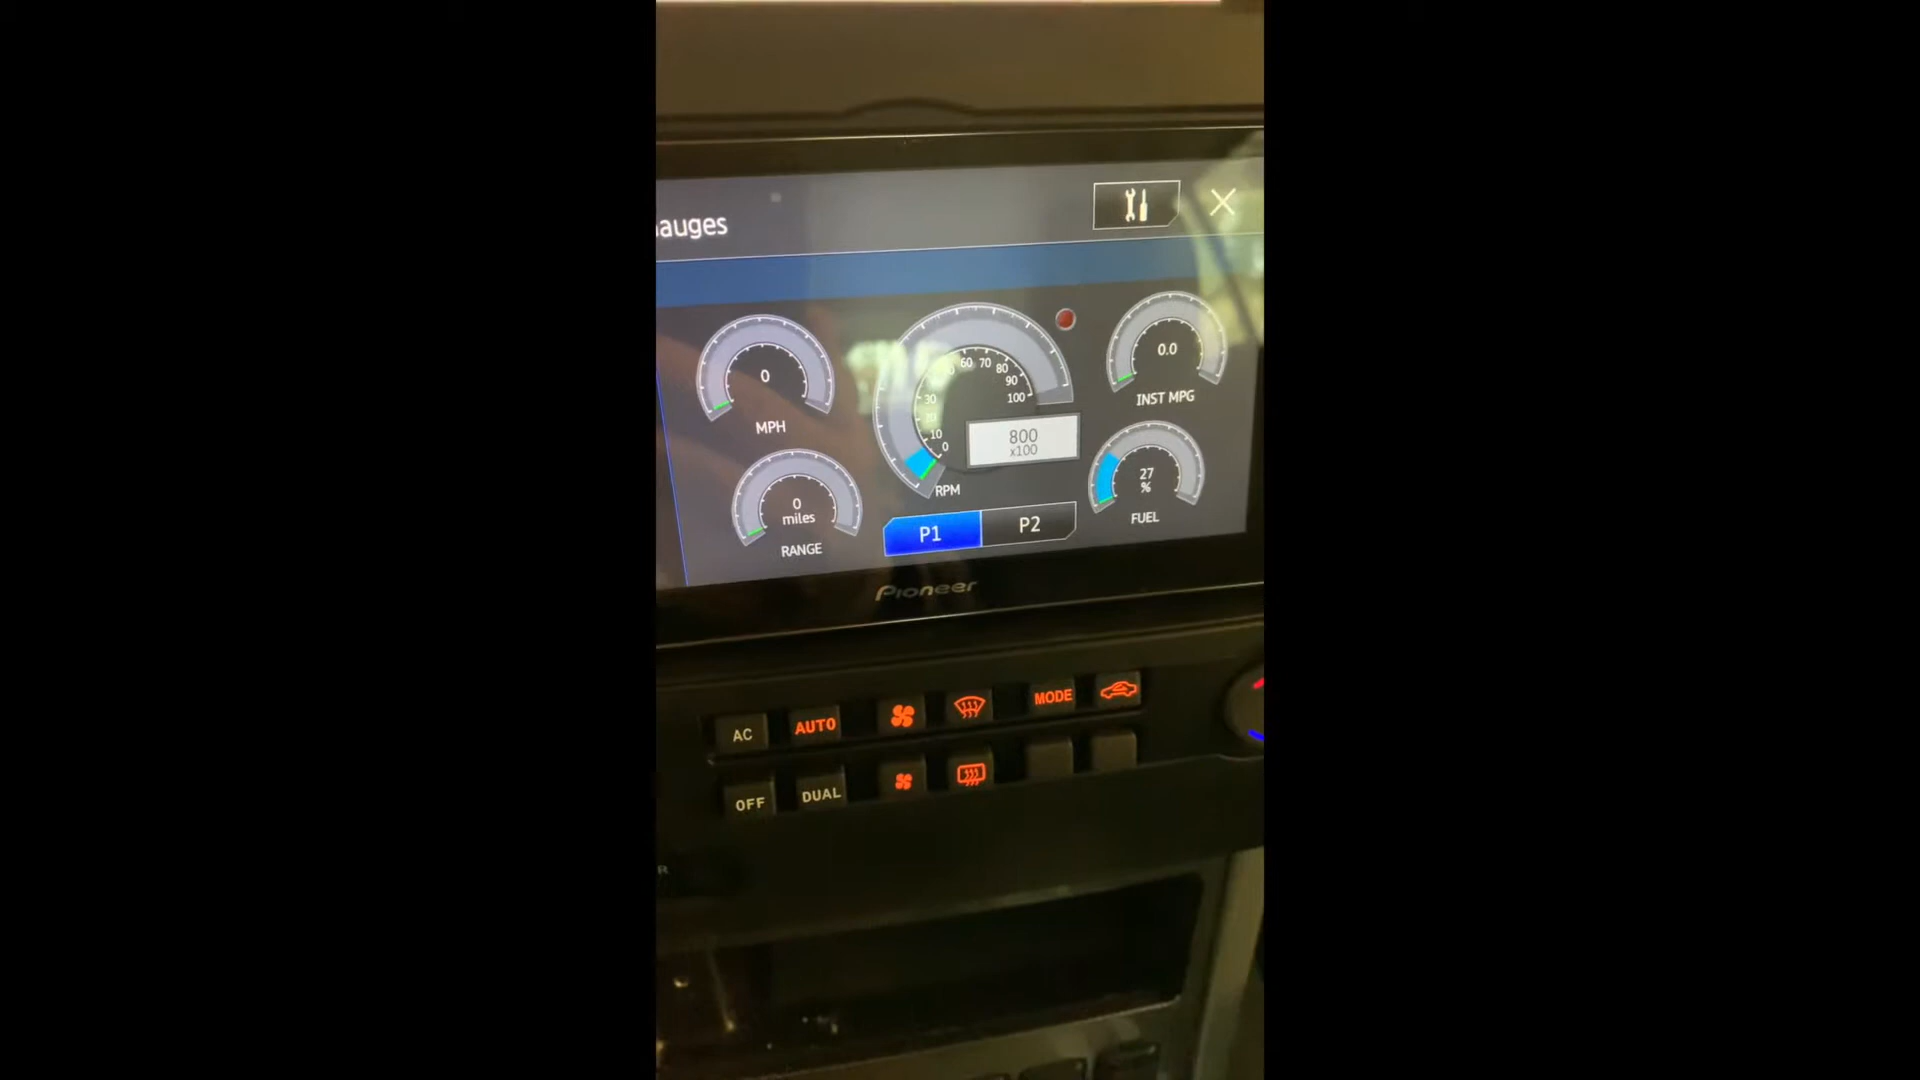 auges
0
MPH
0
miles
RANGE
60
70
80
90
100
30
10
0
800
x100
RPM
P1
P2
0.0
INST MPG
27
%
FUEL
Pioneer
AC
AUTO
MODE
OFF
DUAL
R